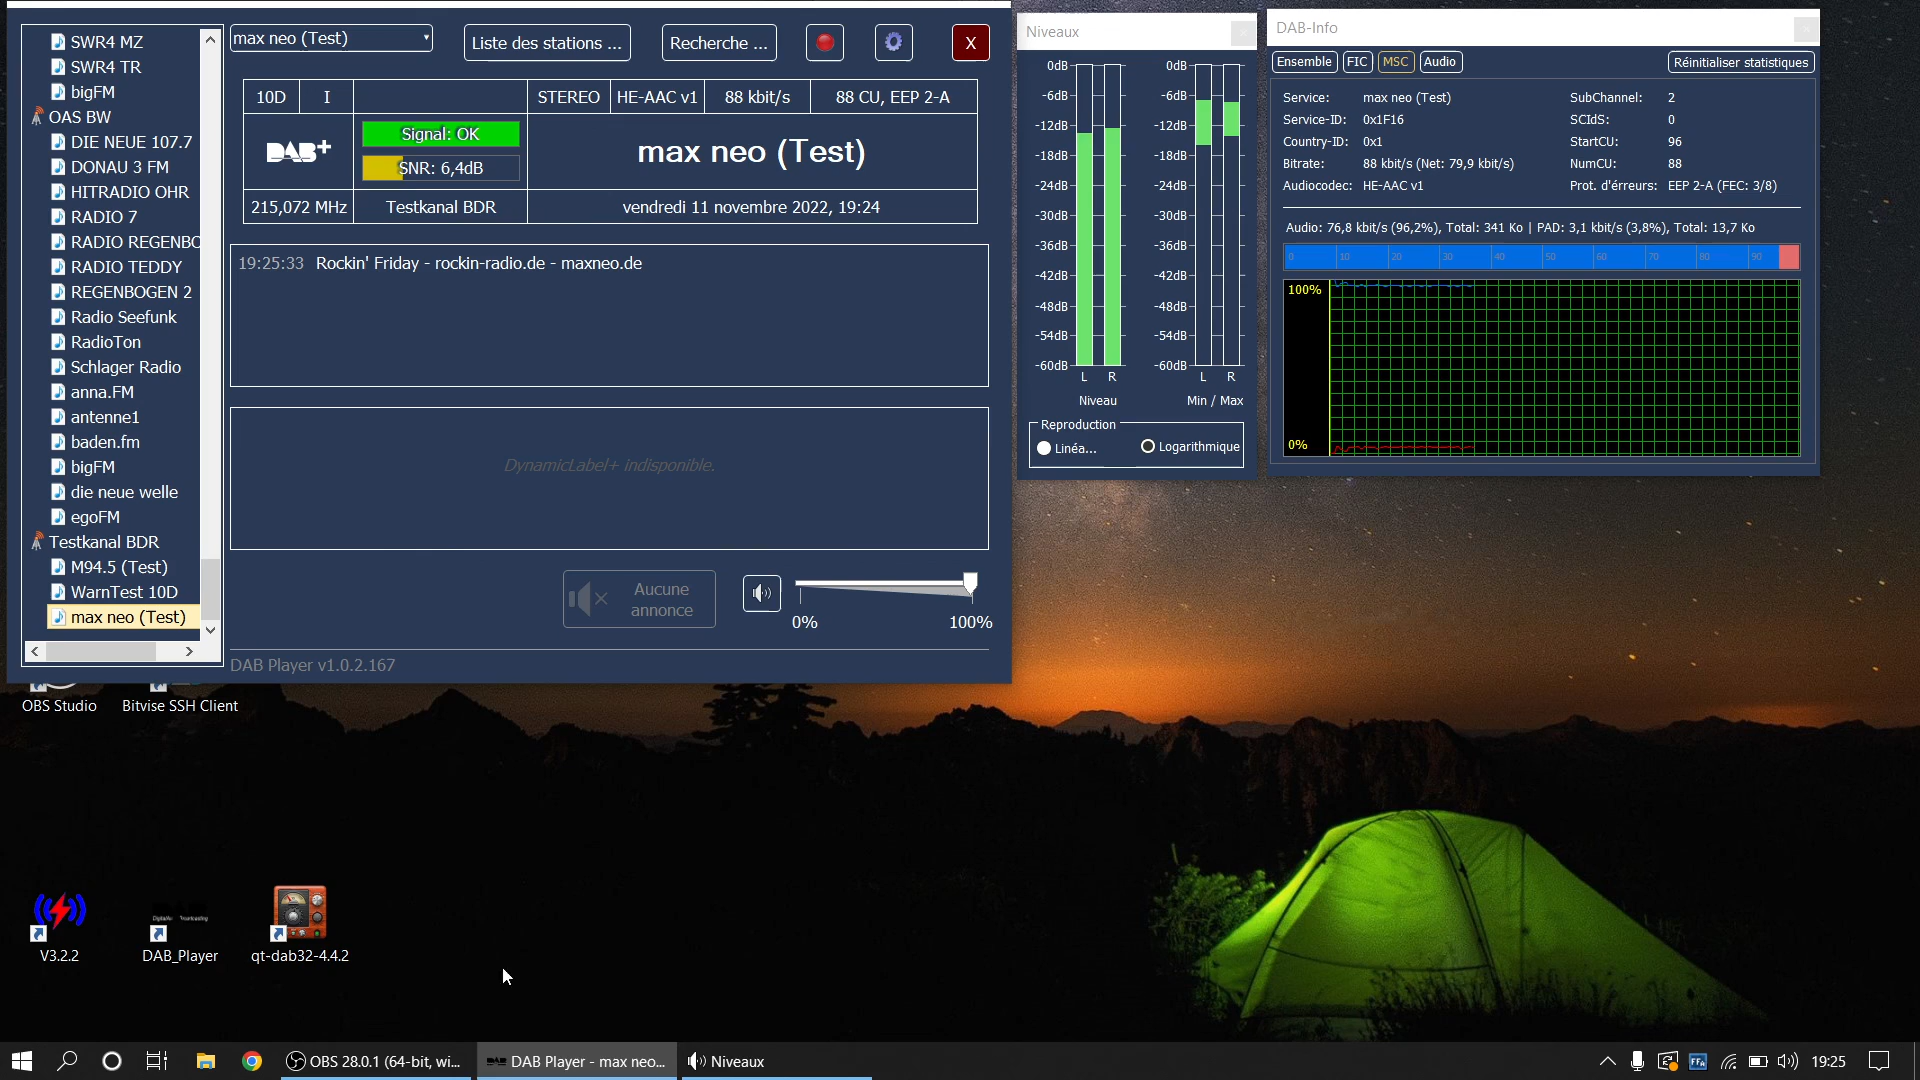 SWR4 MZ
SWR4 TR
bigFM
OAS BW
DIE NEUE 107.7
DONAU 3 FM
HITRADIO OHR
RADIO 7
RADIO REGENBO
RADIO TEDDY
REGENBOGEN 2
Radio Seefunk
RadioTon
Schlager Radio
anna.FM
antenne1
baden.fm
bigFM
die neue welle
egoFM
Testkanal BDR
M94.5 (Test)
WarnTest 10D
max neo (Test)
max neo (Test)
Liste des stations ...
Recherche ...
X
10D I STEREO HE-AAC v1 88 kbit/s 88 CU, EEP 2-A
DAB+
Signal: OK
SNR: 6,4dB
max neo (Test)
215,072 MHz Testkanal BDR vendredi 11 novembre 2022, 19:24
19:25:33 Rockin' Friday - rockin-radio.de - maxneo.de
DynamicLabel+ indisponible.
Aucune
annonce
0% 100%
DAB Player v1.0.2.167
Niveaux
0dB 0dB
-6dB -6dB
-12dB -12dB
-18dB -18dB
-24dB -24dB
-30dB -30dB
-36dB -36dB
-42dB -42dB
-48dB -48dB
-54dB -54dB
-60dB -60dB
L R L R
Niveau Min / Max
Reproduction
Linéa... Logarithmique
DAB-Info
Ensemble FIC MSC Audio Réinitialiser statistiques
Service: max neo (Test) SubChannel: 2
Service-ID: 0x1F16 SCIdS: 0
Country-ID: 0x1 StartCU: 96
Bitrate: 88 kbit/s (Net: 79,9 kbit/s) NumCU: 88
Audiocodec: HE-AAC v1 Prot. d'érreurs: EEP 2-A (FEC: 3/8)
Audio: 76,8 kbit/s (96,2%), Total: 341 Ko | PAD: 3,1 kbit/s (3,8%), Total: 13,7 Ko
0 10 20 30 40 50 60 70 80 90
100%
0%
OBS Studio
Bitvise SSH Client
V3.2.2
DAB_Player
qt-dab32-4.4.2
OBS 28.0.1 (64-bit, wi...
DAB Player - max neo...
Niveaux
19:25